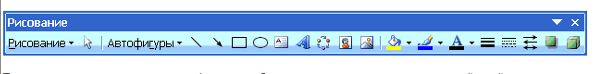 Рисование
Рисование Автофигуры A